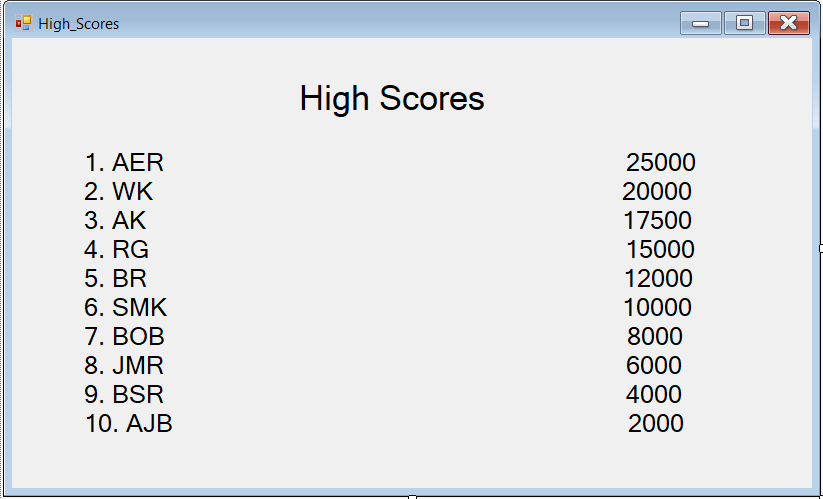 High_Scores
High Scores
1. AER 25000
2. WK 20000
3. AK 17500
4. RG 15000
5. BR 12000
6. SMK 10000
7. BOB 8000
8. JMR 6000
9. BSR 4000
10. AJB 2000